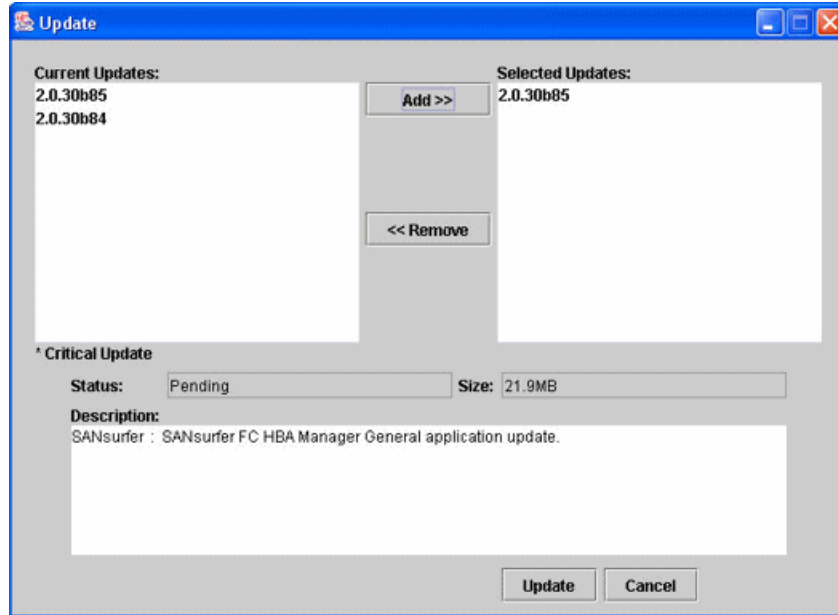 Update
Current Updates:
2.0.30b85
2.0.30b84
Add >>
<< Remove
Selected Updates:
2.0.30b85
* Critical Update
Status: Pending Size: 21.9MB
Description:
SANsurfer : SANsurfer FC HBA Manager General application update.
Update Cancel